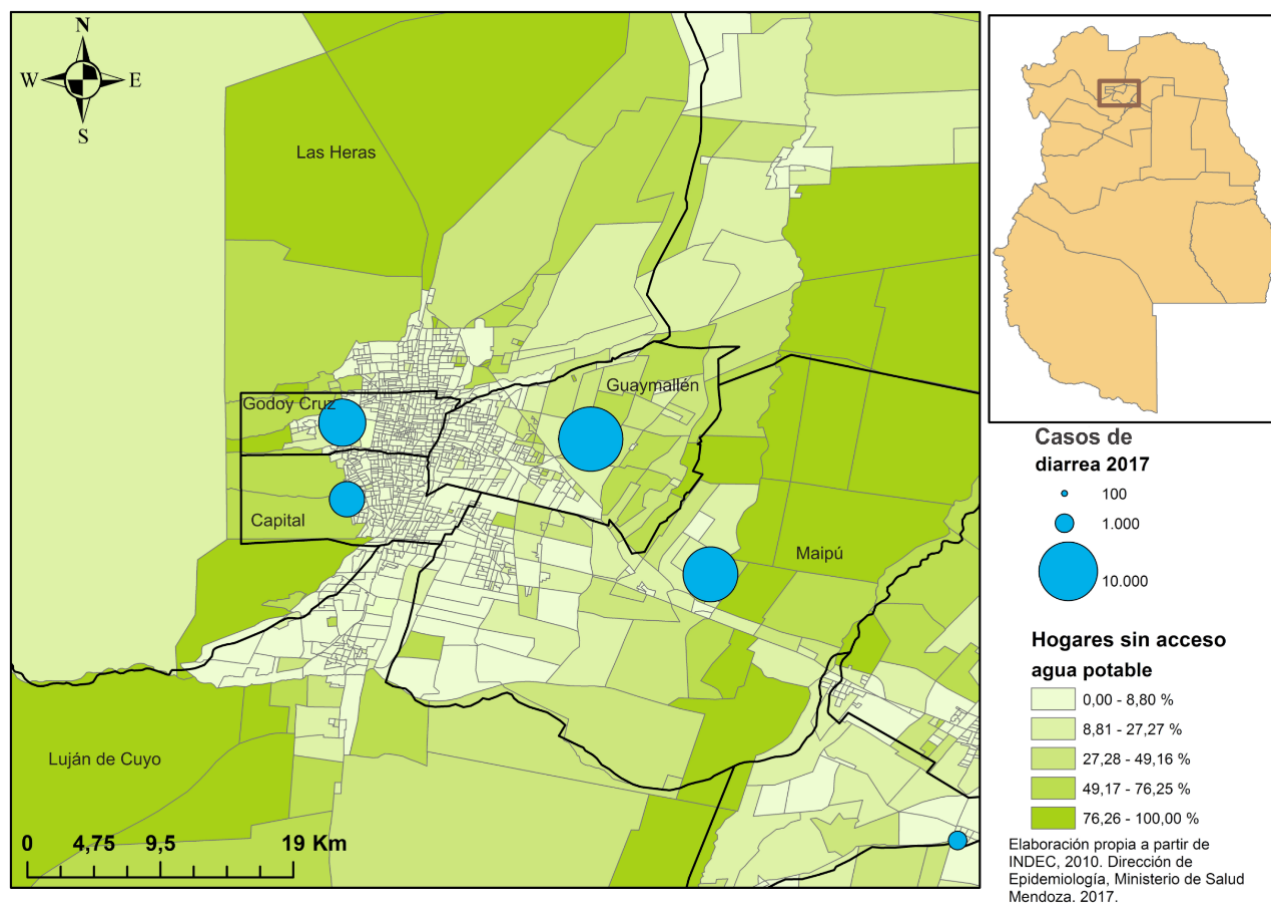 N
W E
S
Las Heras
Guaymallén
Godoy Cruz
Capital
Maipú
Luján de Cuyo
0 4,75 9,5 19 Km
Casos de
diarrea 2017
100
1.000
10.000
Hogares sin acceso
agua potable
0,00 - 8,80 %
8,81 - 27,27 %
27,28 - 49,16 %
49,17 - 76,25 %
76,26 - 100,00 %
Elaboración propia a partir de
INDEC, 2010. Dirección de
Epidemiología, Ministerio de Salud
Mendoza. 2017.